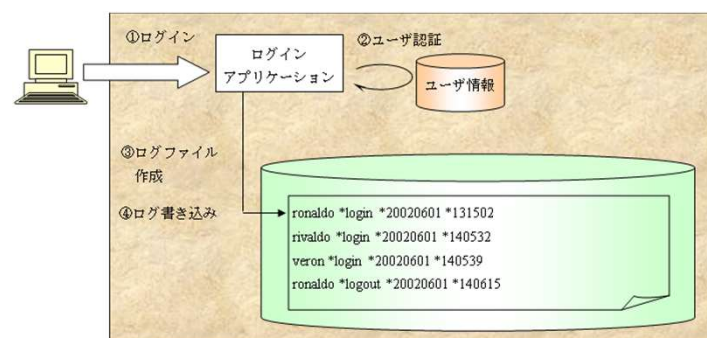 ①ログイン
ログイン
アプリケーション
②ユーザ認証
ユーザ情報
③ログファイル
作成
④ログ書き込み
ronaldo *login *20020601 *131502
rivaldo *login *20020601 *140532
veron *login *20020601 *140539
ronaldo *logout *20020601 *140615